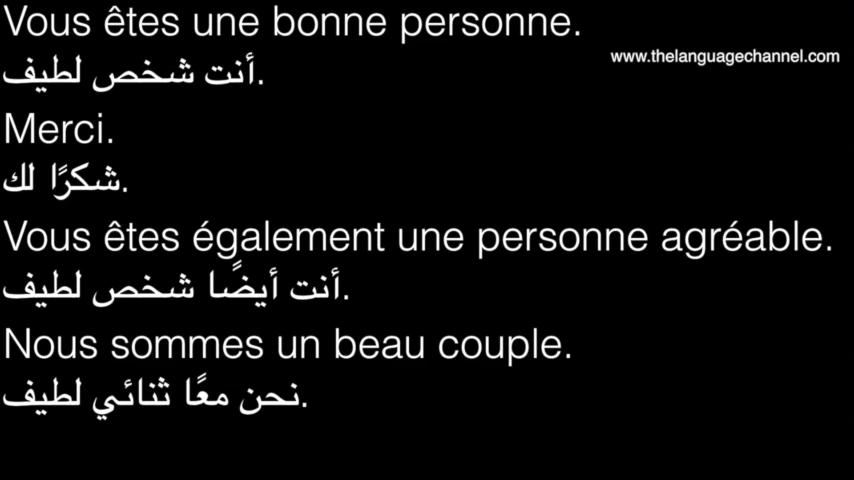 Vous êtes une bonne personne.
www.thelanguagechannel.com
أنت شخص لطيف.
Merci.
شكرًا لك.
Vous êtes également une personne agréable.
أنت أيضًا شخص لطيف.
Nous sommes un beau couple.
نحن معًا ثنائي لطيف.